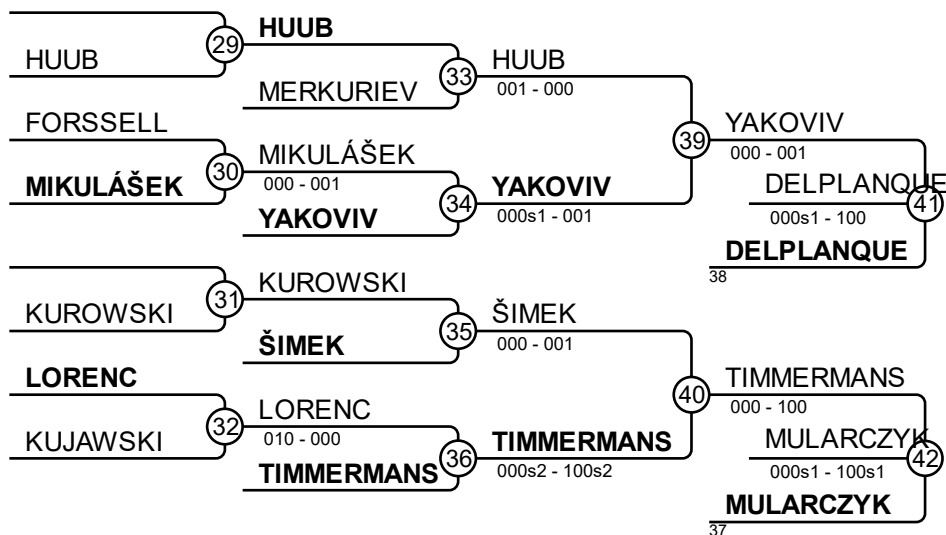 HUUB
29
HUUB
33
MERKURIEV
HUUB
001 - 000
FORSSELL
30
MIKULÁŠEK
MIKULÁŠEK
000 - 001
34
YAKOVIV
YAKOVIV
000s1 - 001
39
YAKOVIV
000 - 001
DELPLANQUE
000s1 - 100
41
DELPLANQUE
38
KUROWSKI
31
KUROWSKI
35
ŠIMEK
ŠIMEK
000 - 001
LORENC
32
KUJAWSKI
LORENC
010 - 000
36
TIMMERMANS
TIMMERMANS
000s2 - 100s2
40
TIMMERMANS
000 - 100
MULARCZYK
000s1 - 100s1
42
MULARCZYK
37